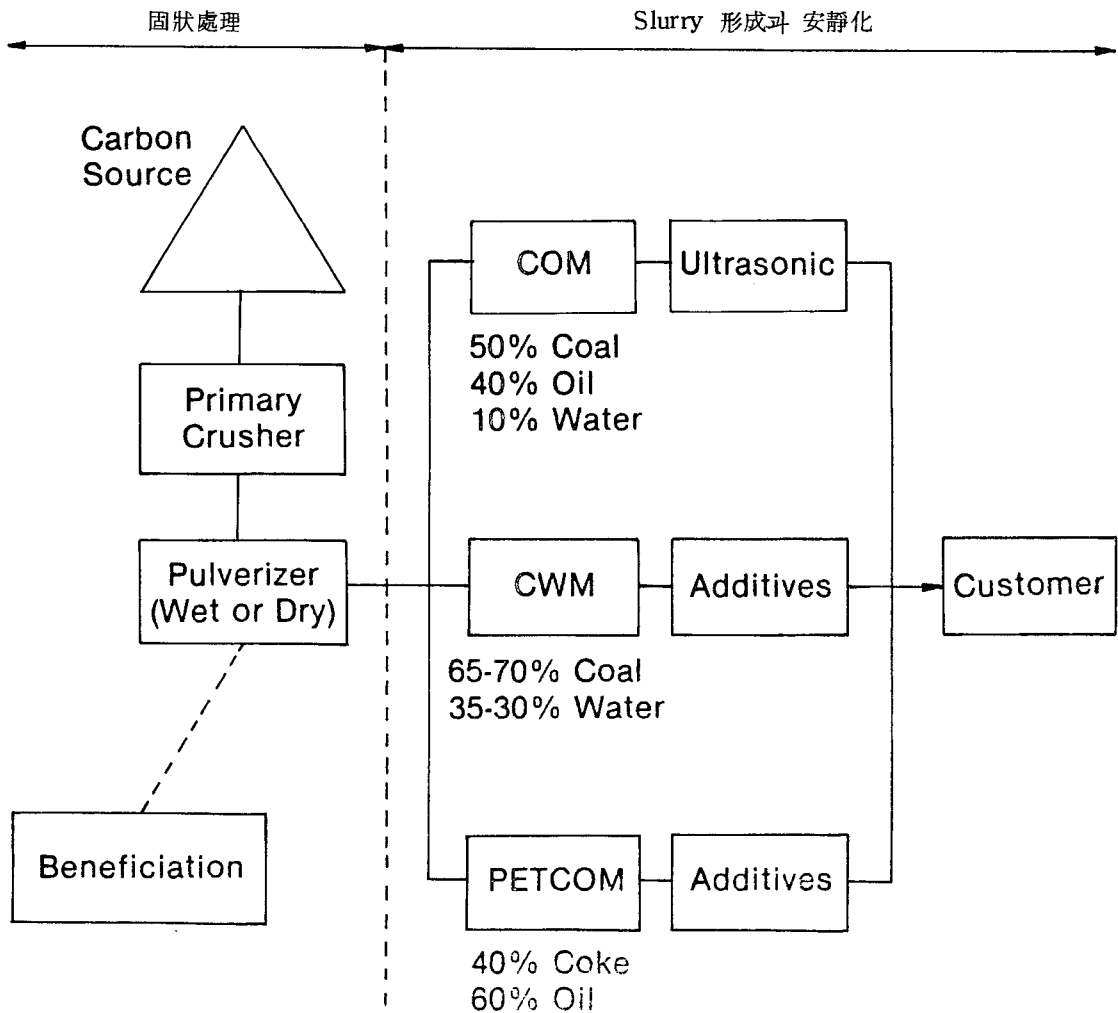 固狀處理
Slurry 形成과 安靜化
Carbon
Source
Primary
Crusher
Pulverizer
(Wet or Dry)
Beneficiation
COM
Ultrasonic
50% Coal
40% Oil
10% Water
CWM
Additives
Customer
65-70% Coal
35-30% Water
PETCOM
Additives
40% Coke
60% Oil